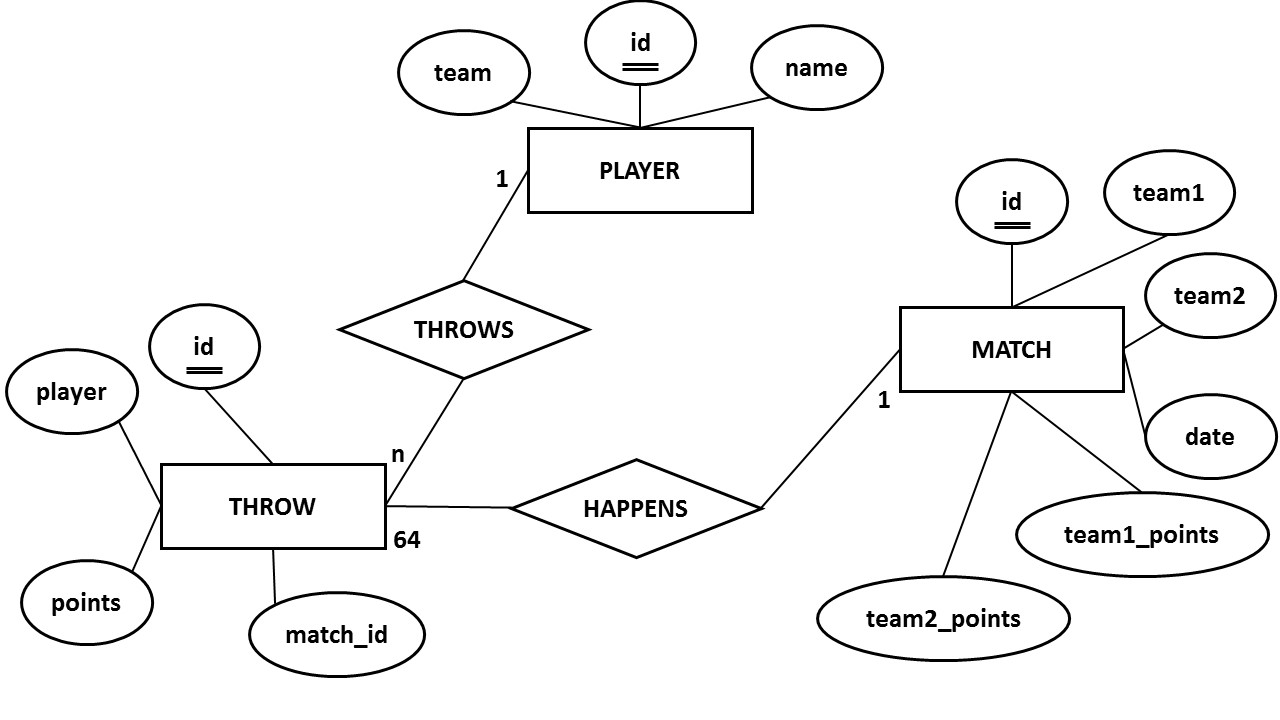 team
id
name
PLAYER
1
id
team1
team2
THROWS
MATCH
id
player
1
date
n
THROW
HAPPENS
64
team1_points
points
team2_points
match_id